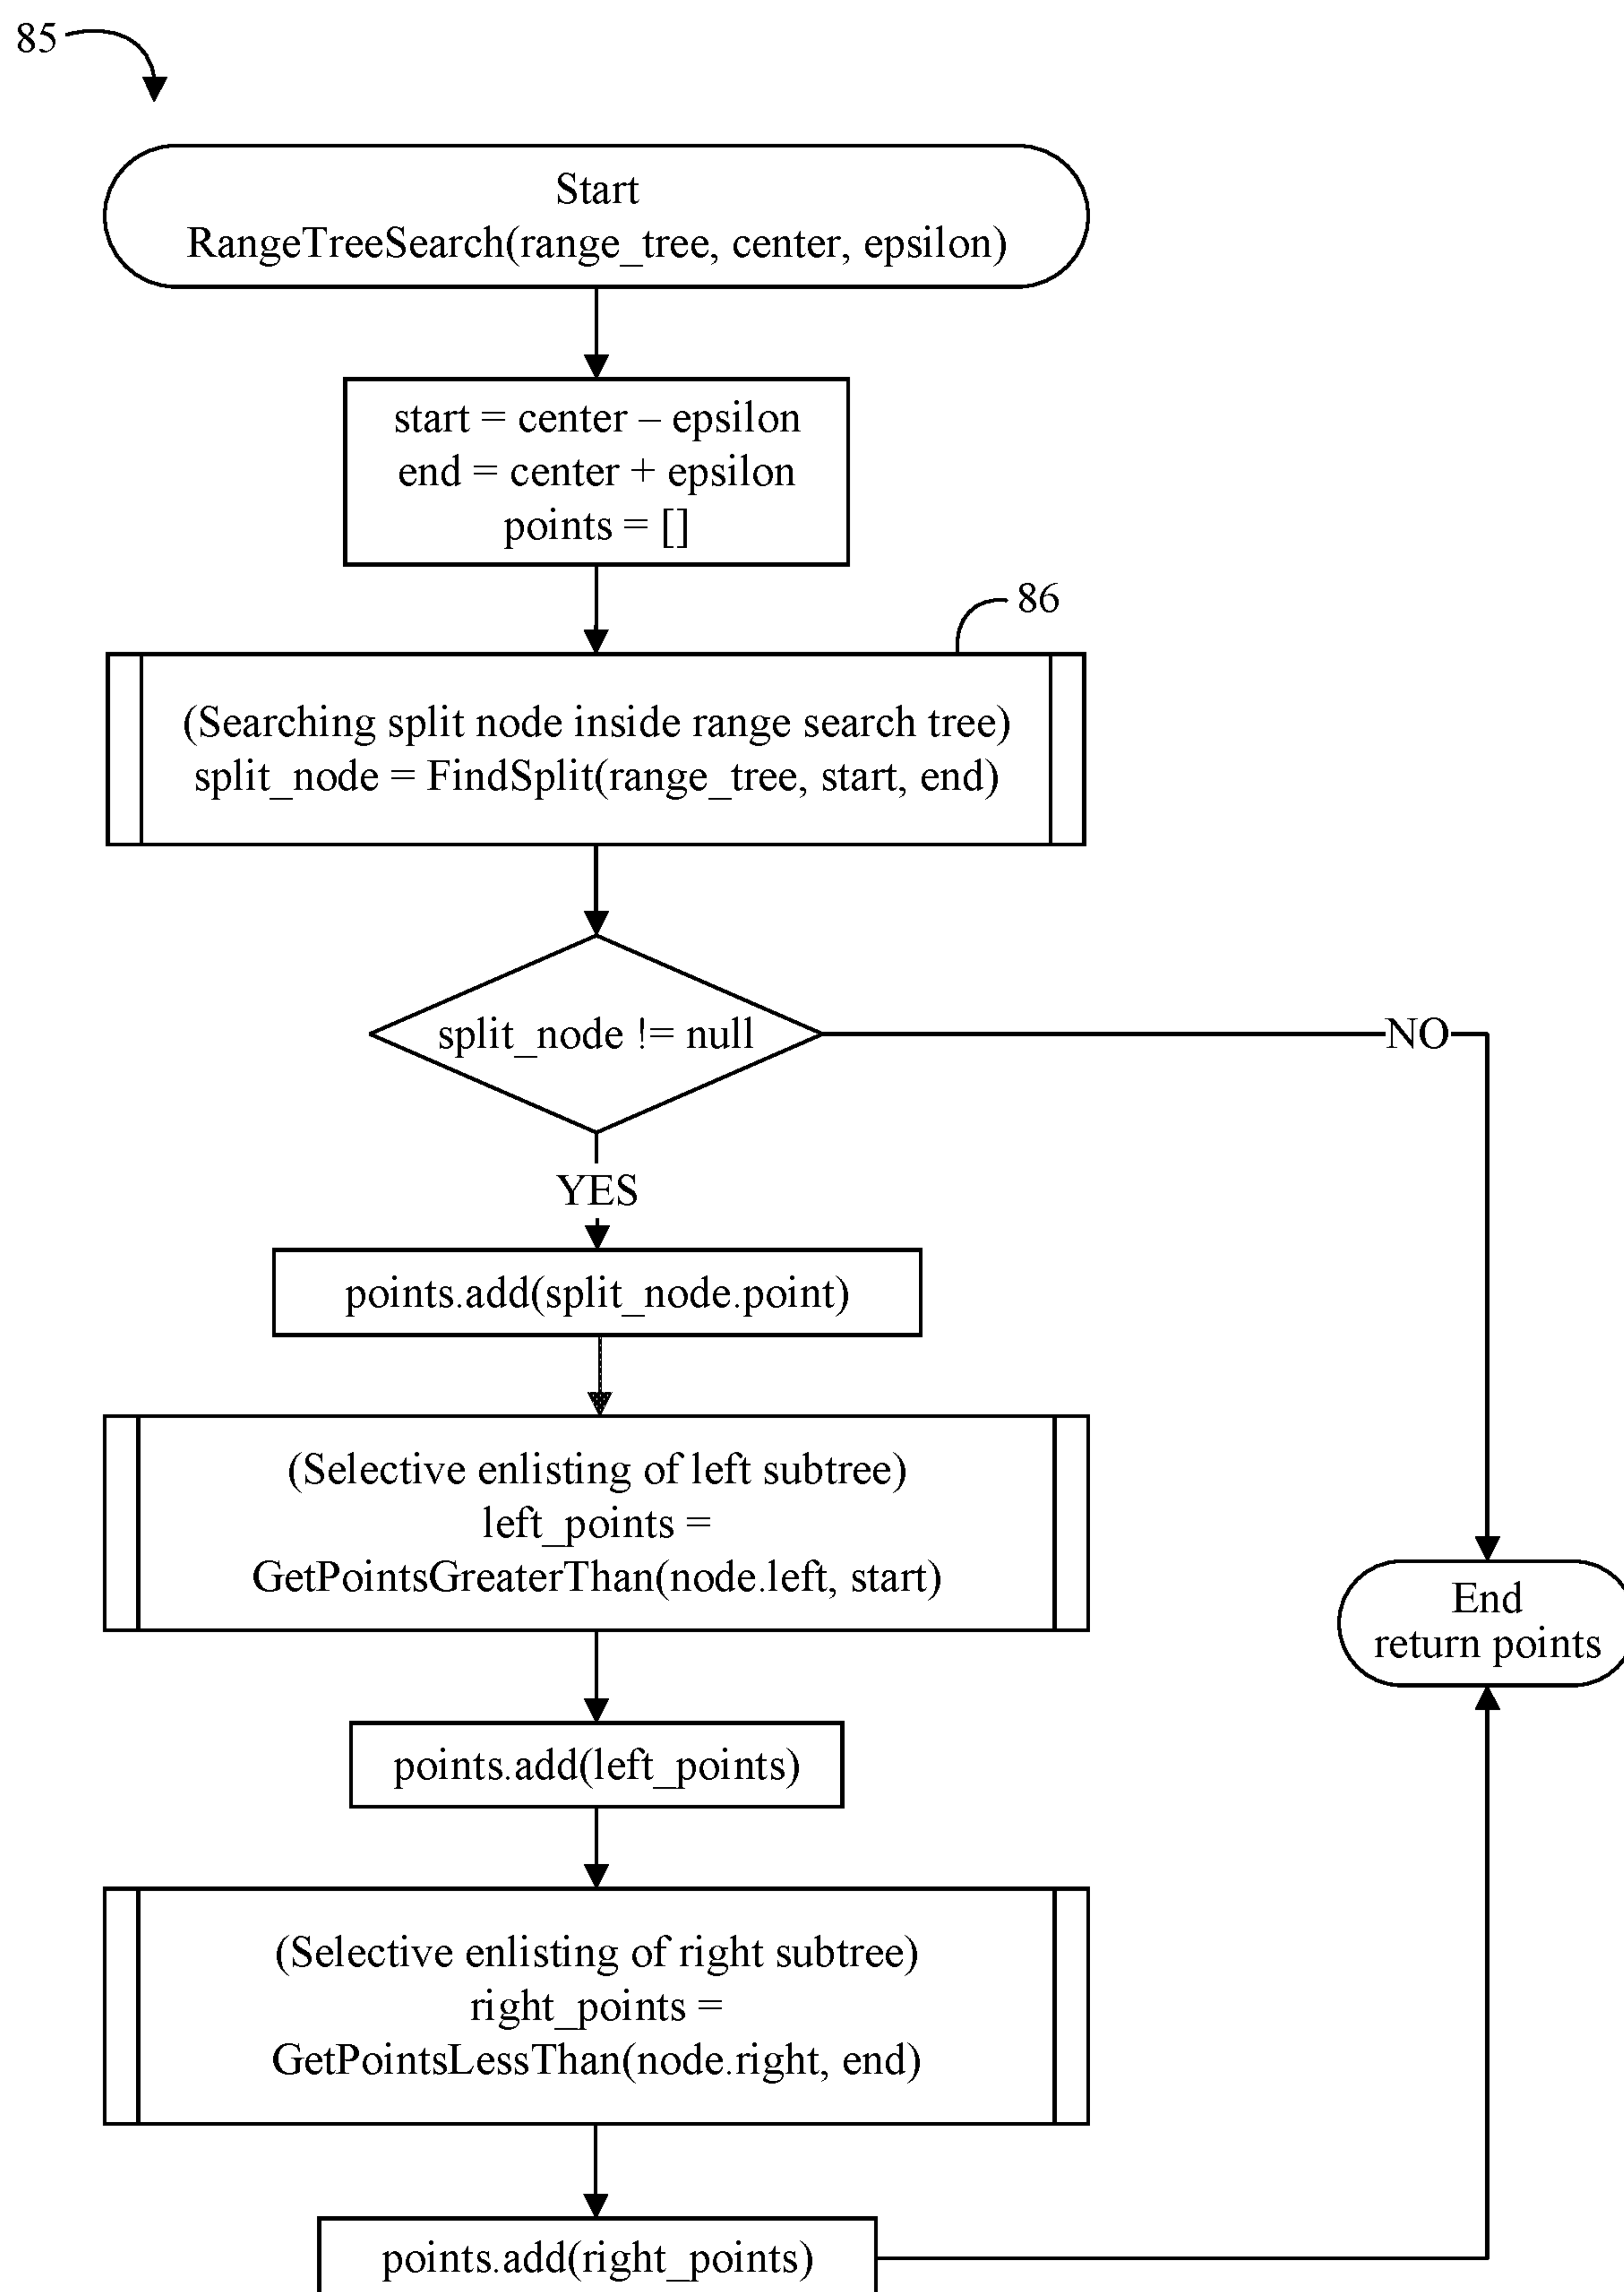 85
Start
RangeTreeSearch(range_tree, center, epsilon)
start = center – epsilon
end = center + epsilon
points = []
86
(Searching split node inside range search tree)
split_node = FindSplit(range_tree, start, end)
split_node != null
NO
YES
points.add(split_node.point)
(Selective enlisting of left subtree)
left_points =
GetPointsGreaterThan(node.left, start)
End
return points
points.add(left_points)
(Selective enlisting of right subtree)
right_points =
GetPointsLessThan(node.right, end)
points.add(right_points)